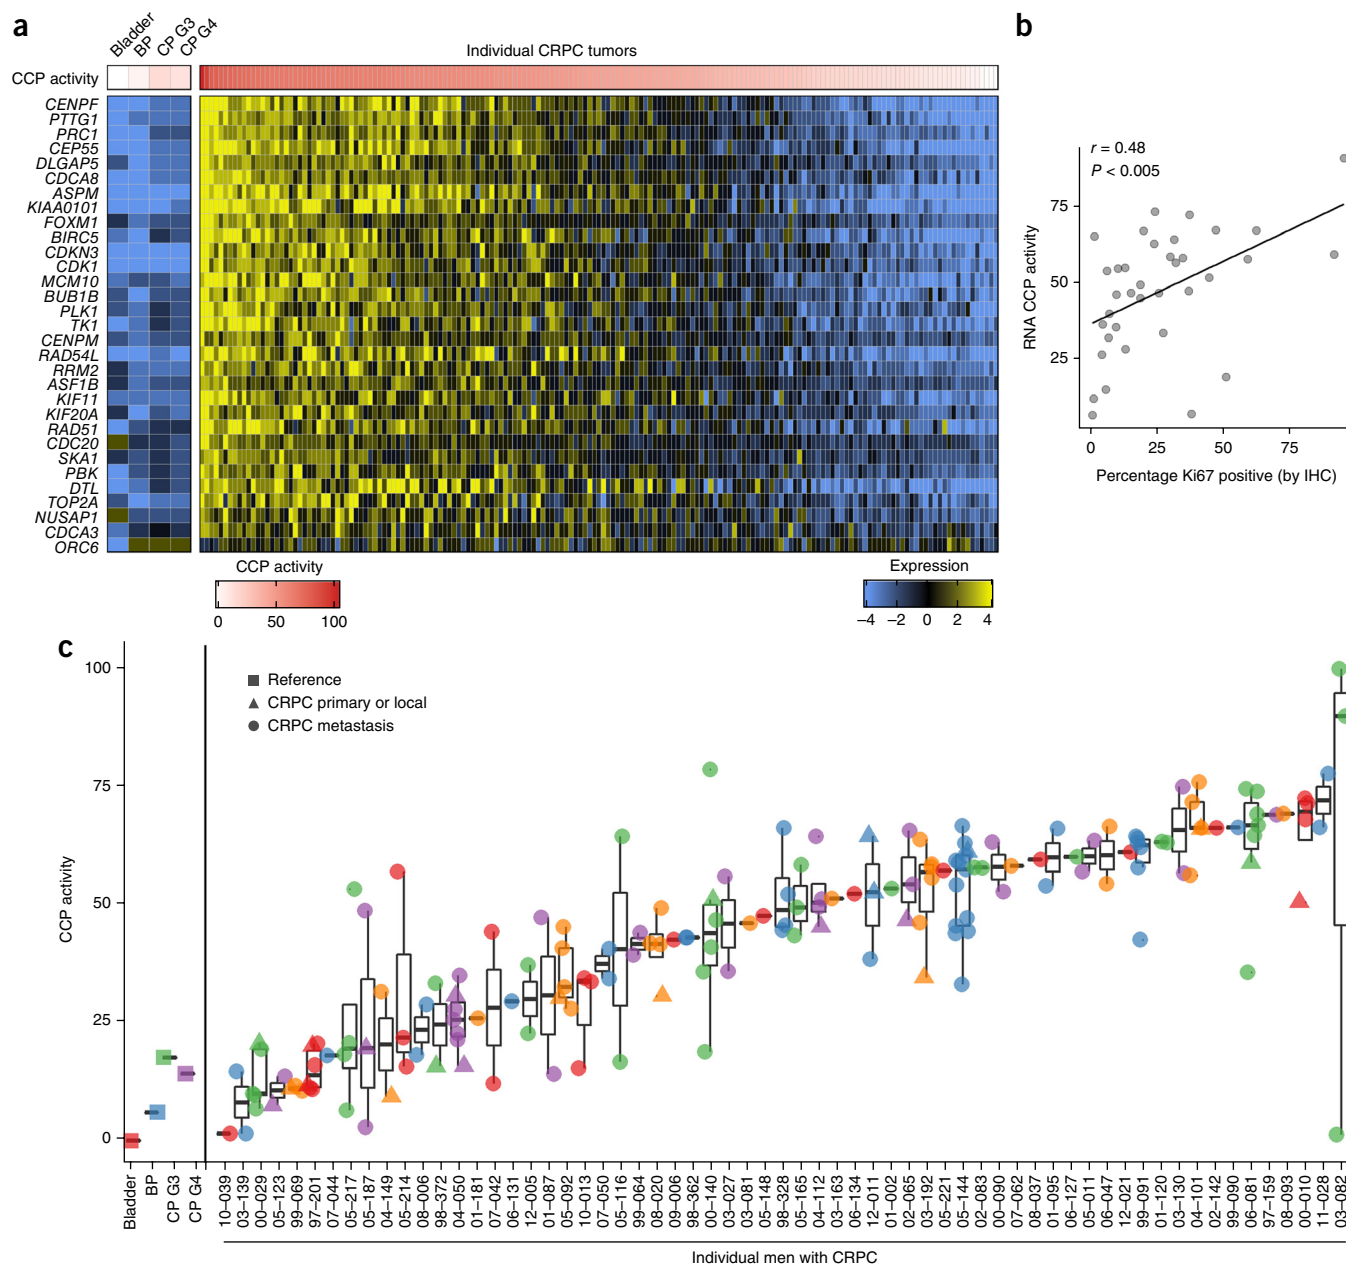 a
Bladder
BP
CP G3
CP G4
Individual CRPC tumors
CCP activity
CENPF
PTTG1
PRC1
CEP55
DLGAP5
CDCA8
ASPM
KIAA0101
FOXM1
BIRC5
CDKN3
CDK1
MCM10
BUB1B
PLK1
TK1
CENPM
RAD54L
RRM2
ASF1B
KIF11
KIF20A
RAD51
CDC20
SKA1
PBK
DTL
TOP2A
NUSAP1
CDCA3
ORC6
CCP activity
0 50 100
Expression
–4 –2 0 2 4
b
r = 0.48
P < 0.005
RNA CCP activity
75
50
25
0 25 50 75
Percentage Ki67 positive (by IHC)
c
CCP activity
100
75
50
25
0
Reference
CRPC primary or local
CRPC metastasis
Bladder
BP
CP G3
CP G4
10-039
03-139
00-029
05-123
99-069
97-201
07-044
05-217
05-187
04-149
05-214
08-006
98-372
04-050
01-181
07-042
06-131
12-005
01-087
05-092
10-013
07-050
05-116
99-064
08-020
09-006
98-362
00-140
03-027
03-081
05-148
98-328
05-165
04-112
03-163
06-134
12-011
01-002
02-065
03-192
05-221
05-144
02-083
00-090
07-062
08-037
01-095
06-127
05-011
06-047
12-021
99-091
01-120
03-130
04-101
02-142
99-090
06-081
97-159
08-093
00-010
11-028
03-082
Individual men with CRPC